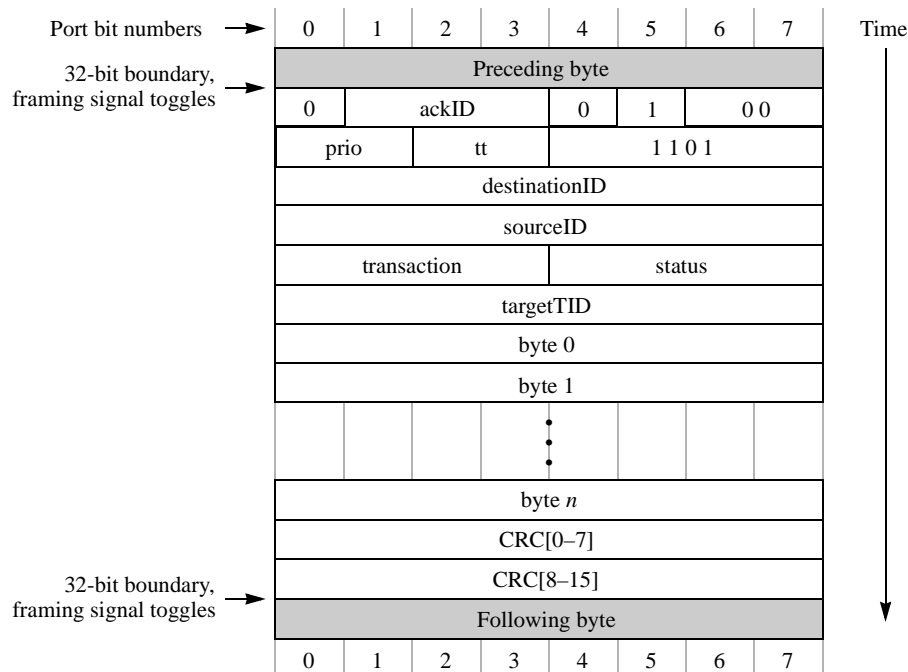 Port bit numbers 0 1 2 3 4 5 6 7 Time
Preceding byte
32-bit boundary,
framing signal toggles
0 ackID 0 1 0 0
prio tt 1 1 0 1
destinationID
sourceID
transaction status
targetTID
byte 0
byte 1
byte n
CRC[0–7]
CRC[8–15]
32-bit boundary,
framing signal toggles
Following byte
0 1 2 3 4 5 6 7